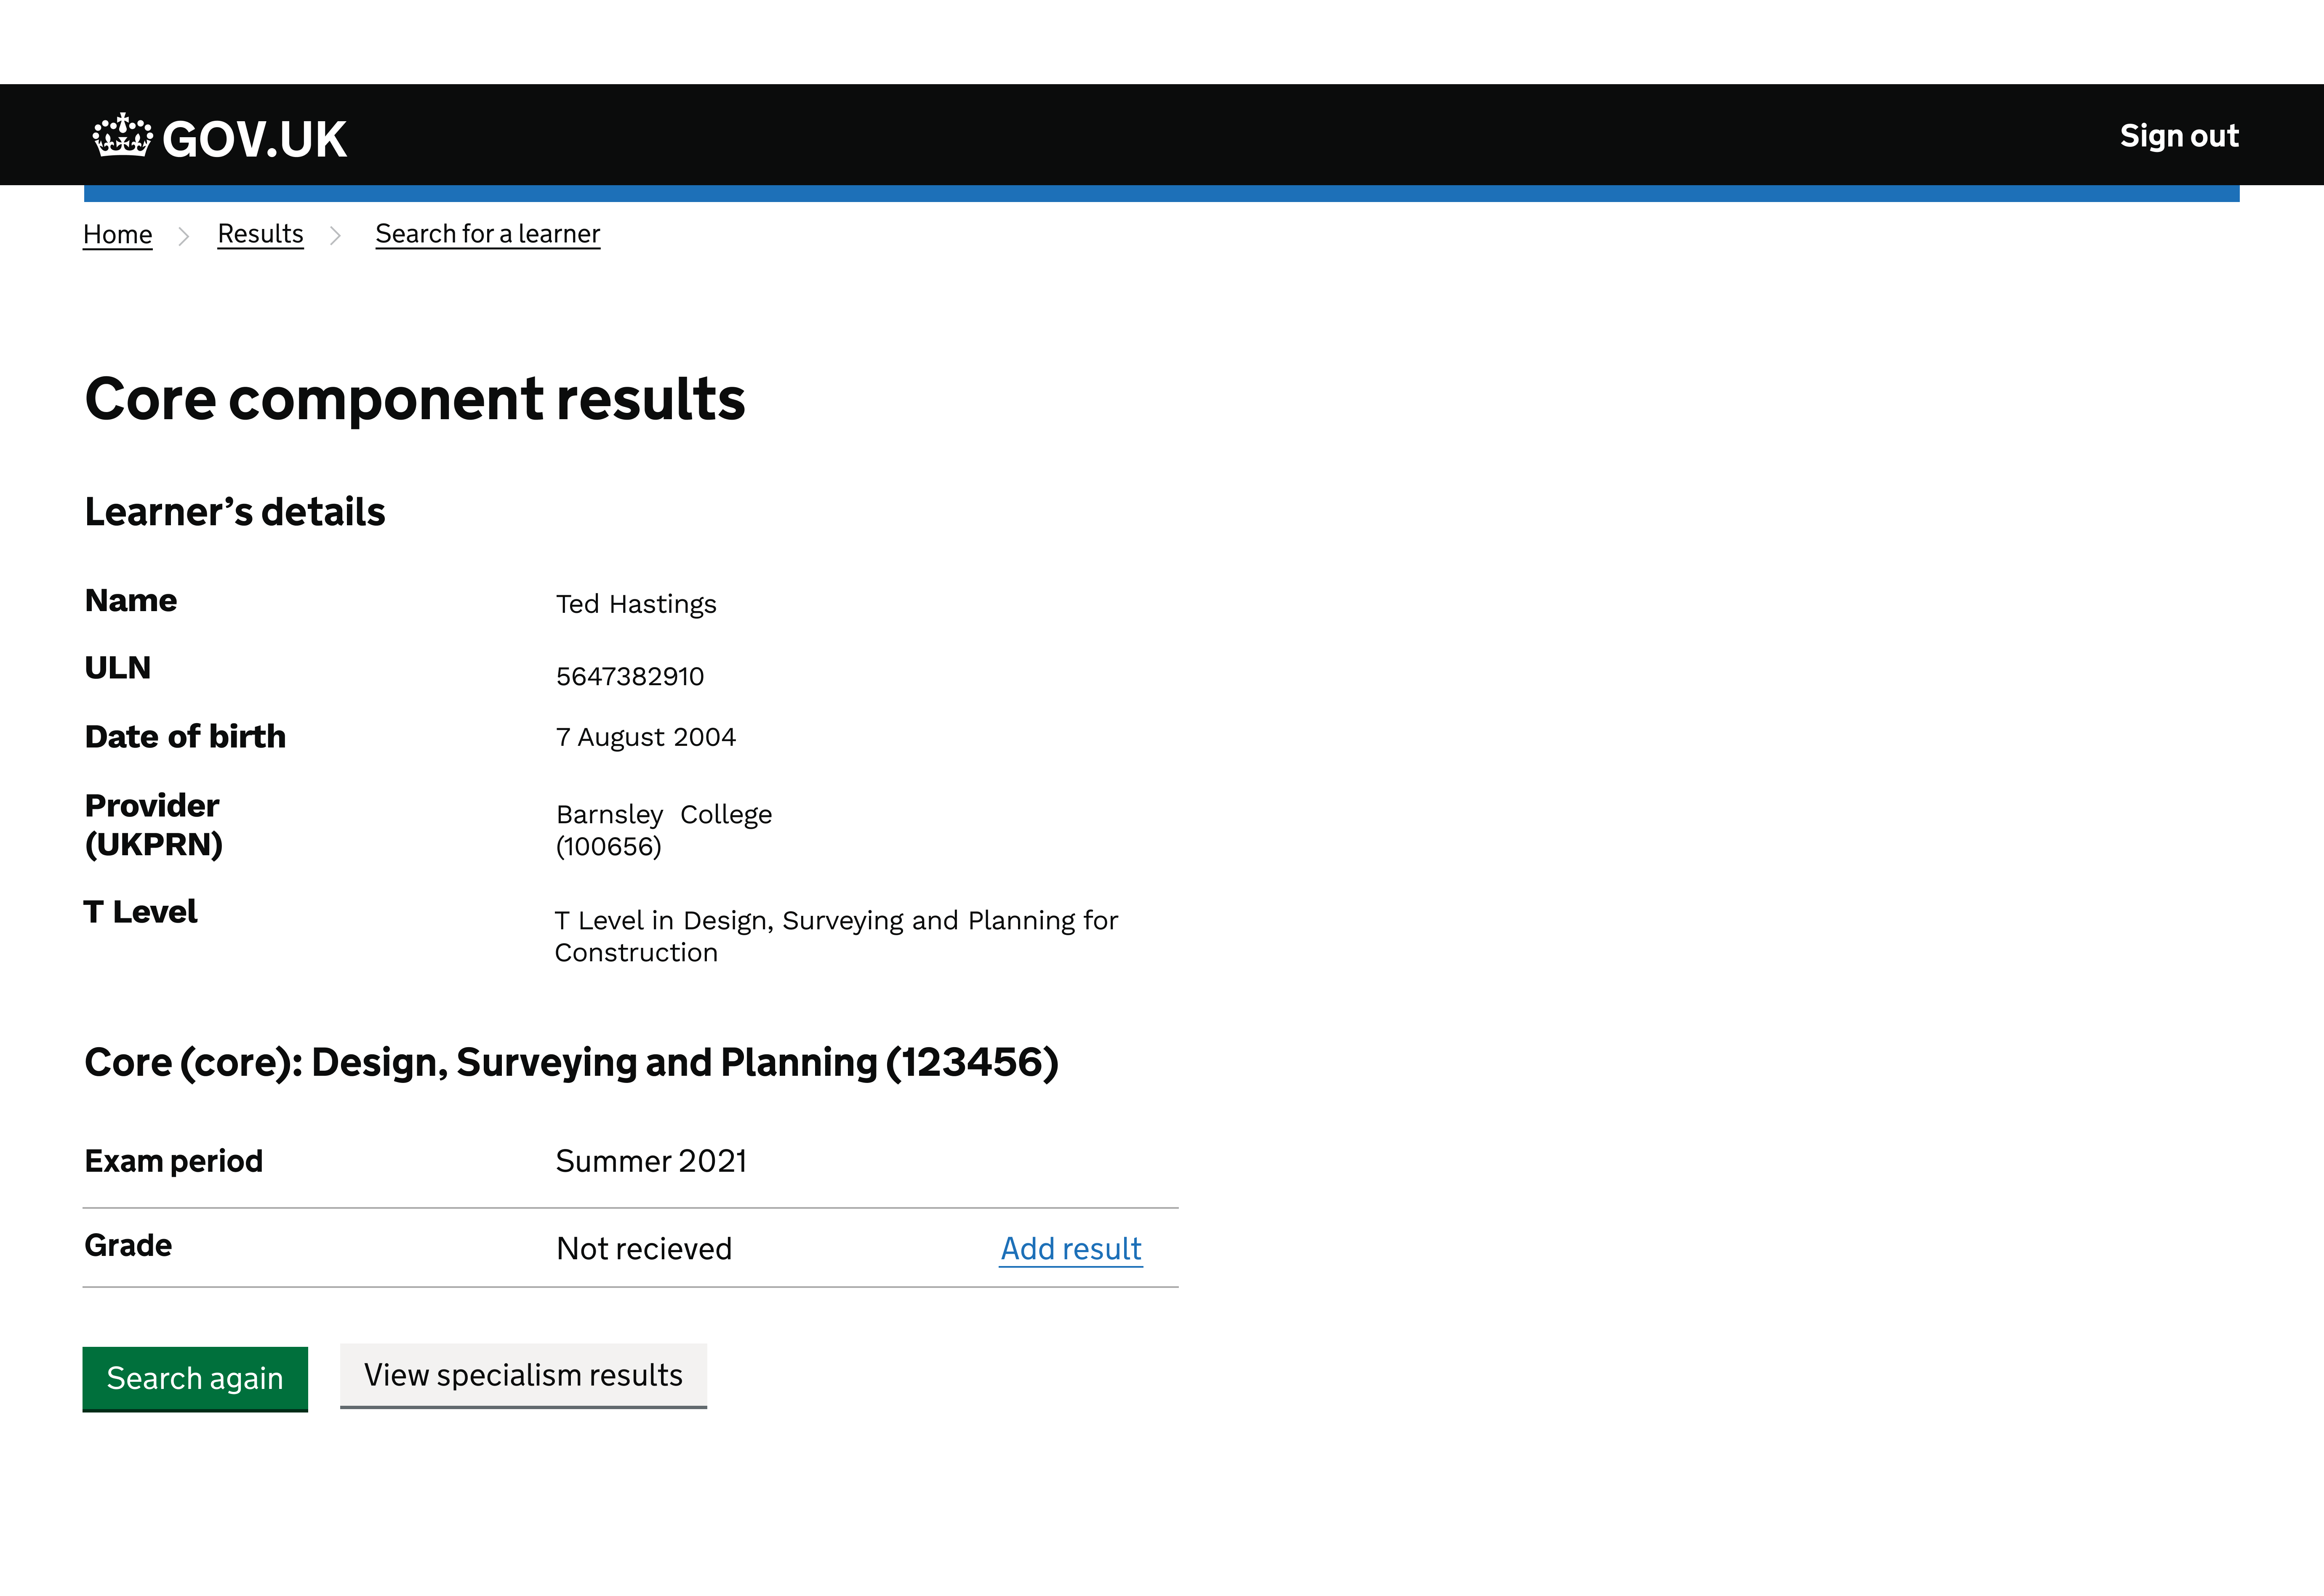 GOV.UK
Sign out
Home
Results
Search for a learner
Core component results
Learner’s details
Name
Ted Hastings
ULN
5647382910
Date of birth
7 August 2004
Provider
(UKPRN)
Barnsley College
(100656)
T Level
T Level in Design, Surveying and Planning for
Construction
Core (core): Design, Surveying and Planning (123456)
Exam period
Summer 2021
Grade
Not recieved
Add result
Search again
View specialism results